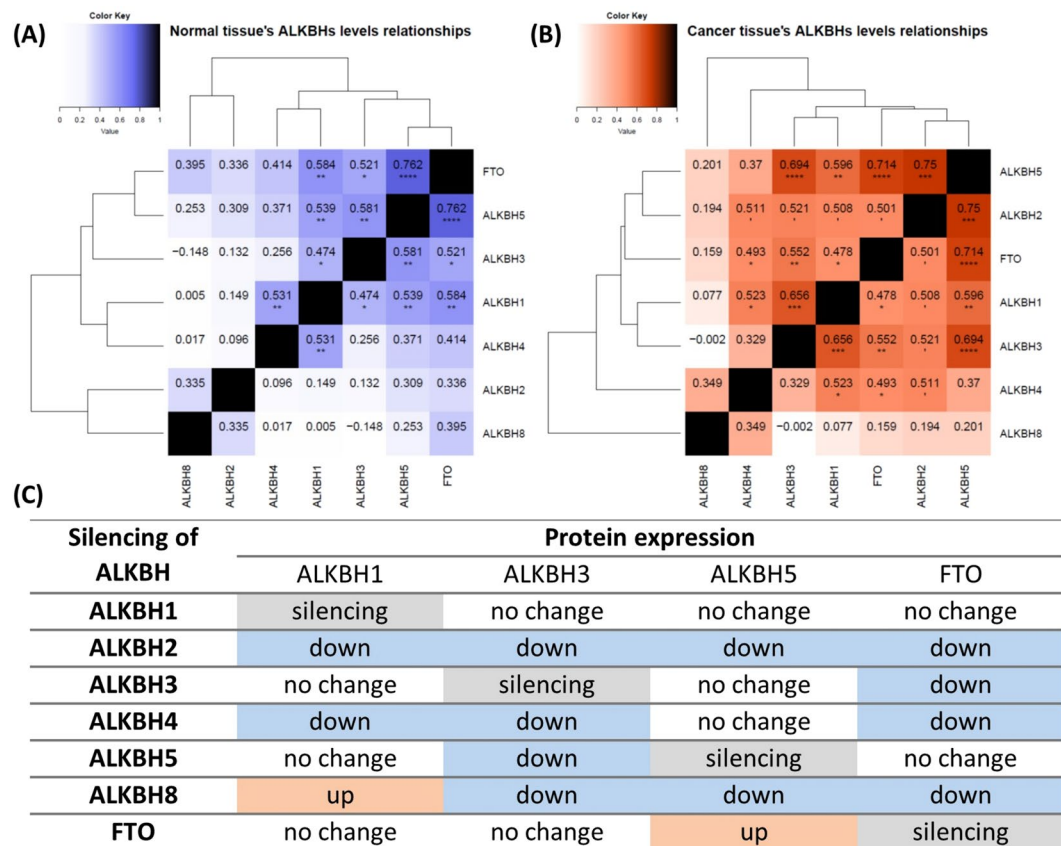 (A)
Color Key
0 0.2 0.4 0.6 0.8 1
Value
Normal tissue's ALKBHs levels relationships
0.395 0.336 0.414 0.584 0.521 0.762 FTO
** * ****
0.253 0.309 0.371 0.539 0.581 0.762 ALKBH5
** ** ****
−0.148 0.132 0.256 0.474 0.581 0.521 ALKBH3
* ** *
0.005 0.149 0.531 0.474 0.539 0.584 ALKBH1
** * ** **
0.017 0.096 0.531 0.256 0.371 0.414 ALKBH4
**
0.335 0.096 0.149 0.132 0.309 0.336 ALKBH2
0.335 0.017 0.005 −0.148 0.253 0.395 ALKBH8
ALKBH8 ALKBH2 ALKBH4 ALKBH1 ALKBH3 ALKBH5 FTO
(B)
Color Key
0 0.2 0.4 0.6 0.8 1
Value
Cancer tissue's ALKBHs levels relationships
0.201 0.37 0.694 0.596 0.714 0.75 ALKBH5
**** ** **** ***
0.194 0.511 0.521 0.508 0.501 0.75 ALKBH2
' ' ' ' ***
0.159 0.493 0.552 0.478 0.501 0.714 FTO
* ** * ' ****
0.077 0.523 0.656 0.478 0.508 0.596 ALKBH1
* *** * ' **
−0.002 0.329 0.656 0.552 0.521 0.694 ALKBH3
*** ** ' ****
0.349 0.329 0.523 0.493 0.511 0.37 ALKBH4
* * '
0.349 −0.002 0.077 0.159 0.194 0.201 ALKBH8
ALKBH8 ALKBH4 ALKBH3 ALKBH1 FTO ALKBH2 ALKBH5
(C)
Silencing of Protein expression
ALKBH ALKBH1 ALKBH3 ALKBH5 FTO
ALKBH1 silencing no change no change no change
ALKBH2 down down down down
ALKBH3 no change silencing no change down
ALKBH4 down down no change down
ALKBH5 no change down silencing no change
ALKBH8 up down down down
FTO no change no change up silencing